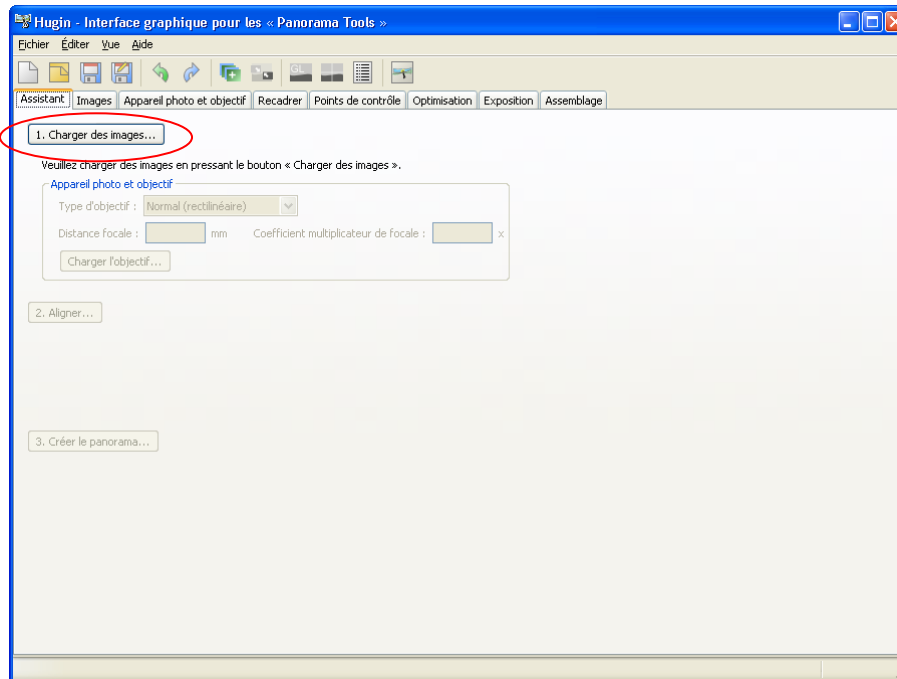 Hugin - Interface graphique pour les « Panorama Tools »
Fichier Éditer Vue Aide
GL
Assistant Images Appareil photo et objectif Recadrer Points de contrôle Optimisation Exposition Assemblage
1. Charger des images...
Veuillez charger des images en pressant le bouton « Charger des images ».
Appareil photo et objectif
Type d'objectif : Normal (rectilinéaire)
Distance focale : mm Coefficient multiplicateur de focale : x
Charger l'objectif...
2. Aligner...
3. Créer le panorama...